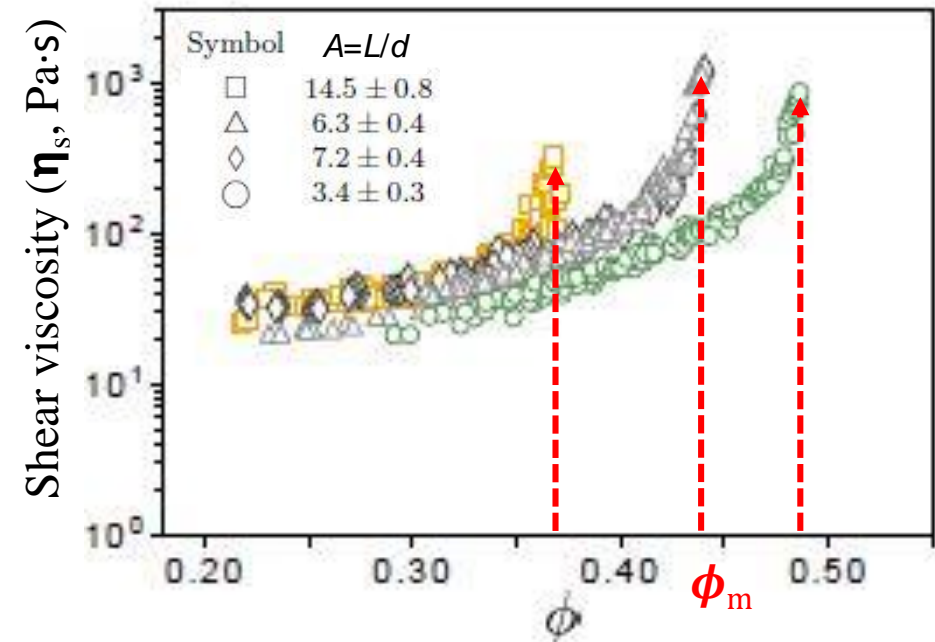 Shear viscosity (ηs, Pa·s)
Symbol A=L/d
□ 14.5 ± 0.8
△ 6.3 ± 0.4
◊ 7.2 ± 0.4
○ 3.4 ± 0.3
10³
10²
10¹
10⁰
0.20 0.30 0.40 0.50
ϕm
ϕ